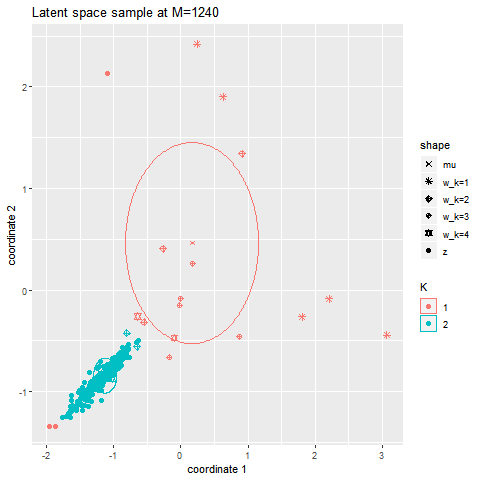 Latent space sample at M=1240
coordinate 2
2
1
0
-1
-2
-1
0
1
2
3
coordinate 1
shape
mu
w_k=1
w_k=2
w_k=3
w_k=4
z
K
1
2